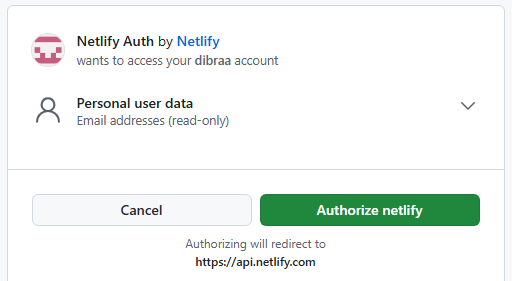 Netlify Auth by Netlify
wants to access your dibraa account
Personal user data
Email addresses (read-only)
Cancel
Authorize netlify
Authorizing will redirect to
https://api.netlify.com